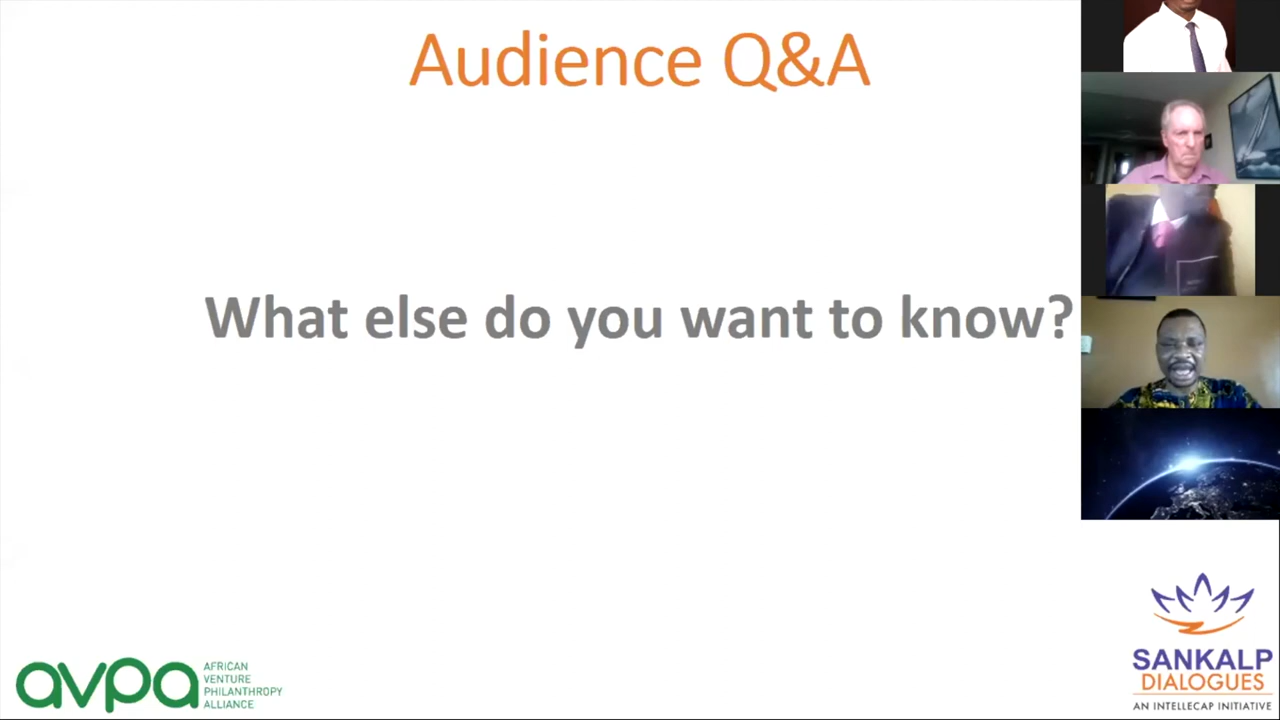 Audience Q&A
What else do you want to know?
avpa
AFRICAN
VENTURE
PHILANTHROPY
ALLIANCE
SANKALP
DIALOGUES
AN INTELLECAP INITIATIVE